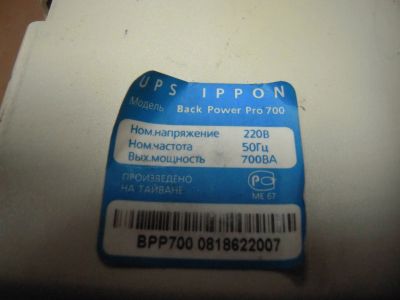 UPS IPPON
Модель Back Power Pro 700
Ном.напряжение 220В
Ном.частота 50Гц
Вых.мощность 700ВА
ПРОИЗВЕДЕНО
НА ТАЙВАНЕ
МЕ 67
BPP700 0818622007